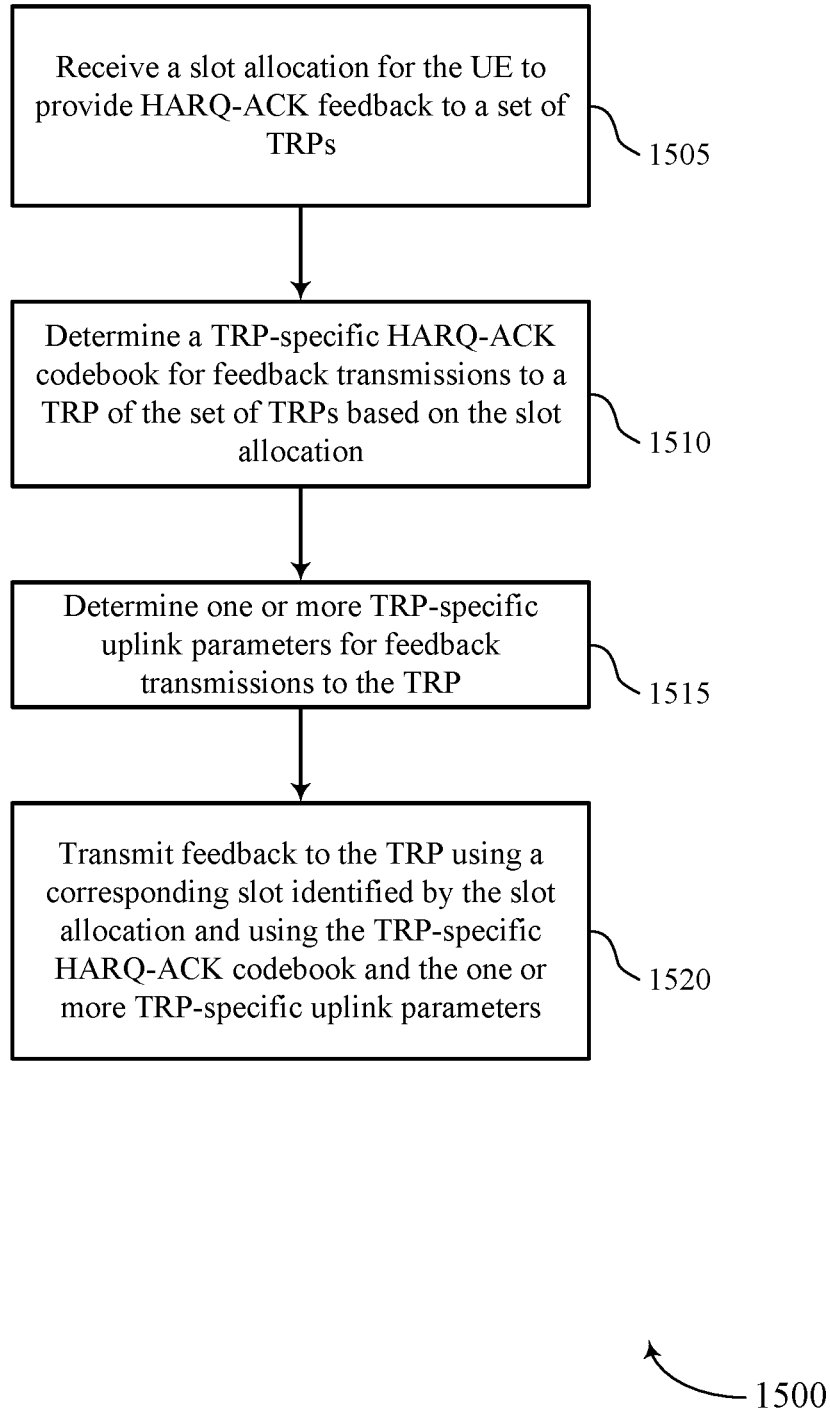 Receive a slot allocation for the UE to
provide HARQ-ACK feedback to a set of
TRPs
1505
Determine a TRP-specific HARQ-ACK
codebook for feedback transmissions to a
TRP of the set of TRPs based on the slot
allocation
1510
Determine one or more TRP-specific
uplink parameters for feedback
transmissions to the TRP
1515
Transmit feedback to the TRP using a
corresponding slot identified by the slot
allocation and using the TRP-specific
HARQ-ACK codebook and the one or
more TRP-specific uplink parameters
1520
1500